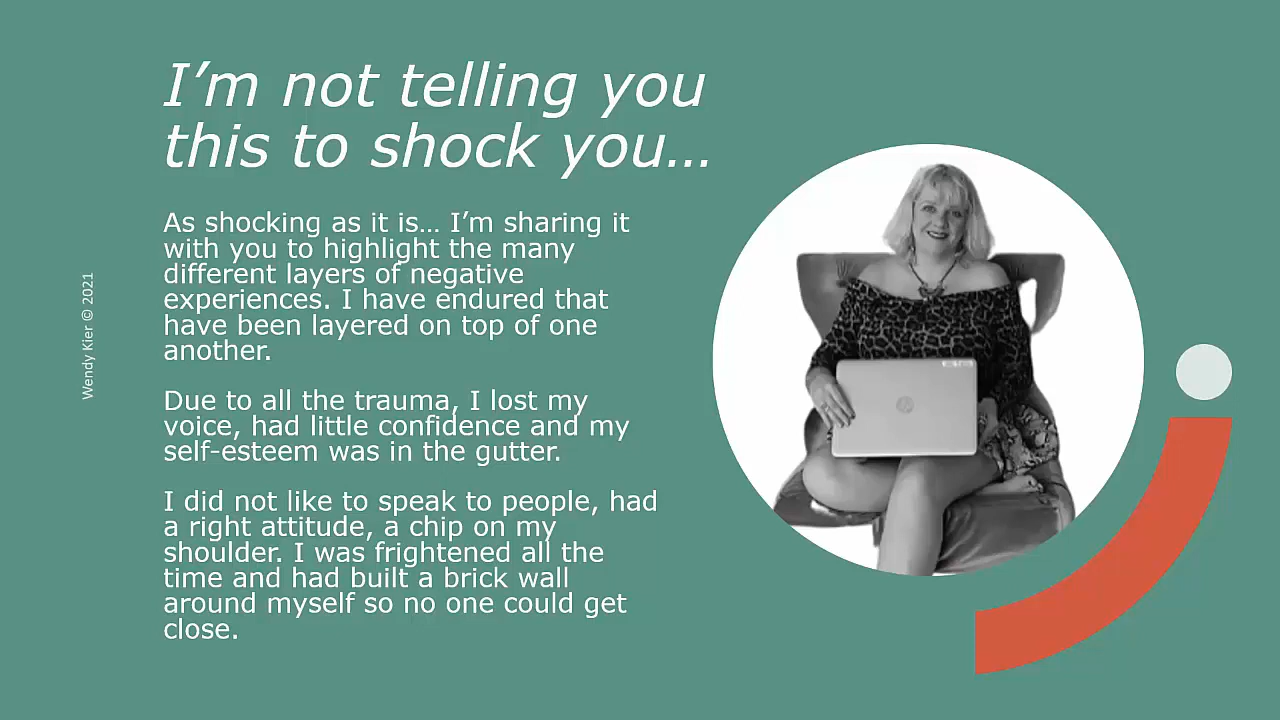 I’m not telling you
this to shock you…
As shocking as it is… I’m sharing it
with you to highlight the many
different layers of negative
experiences. I have endured that
have been layered on top of one
another.
Due to all the trauma, I lost my
voice, had little confidence and my
self-esteem was in the gutter.
I did not like to speak to people, had
a right attitude, a chip on my
shoulder. I was frightened all the
time and had built a brick wall
around myself so no one could get
close.
Wendy Kier © 2021